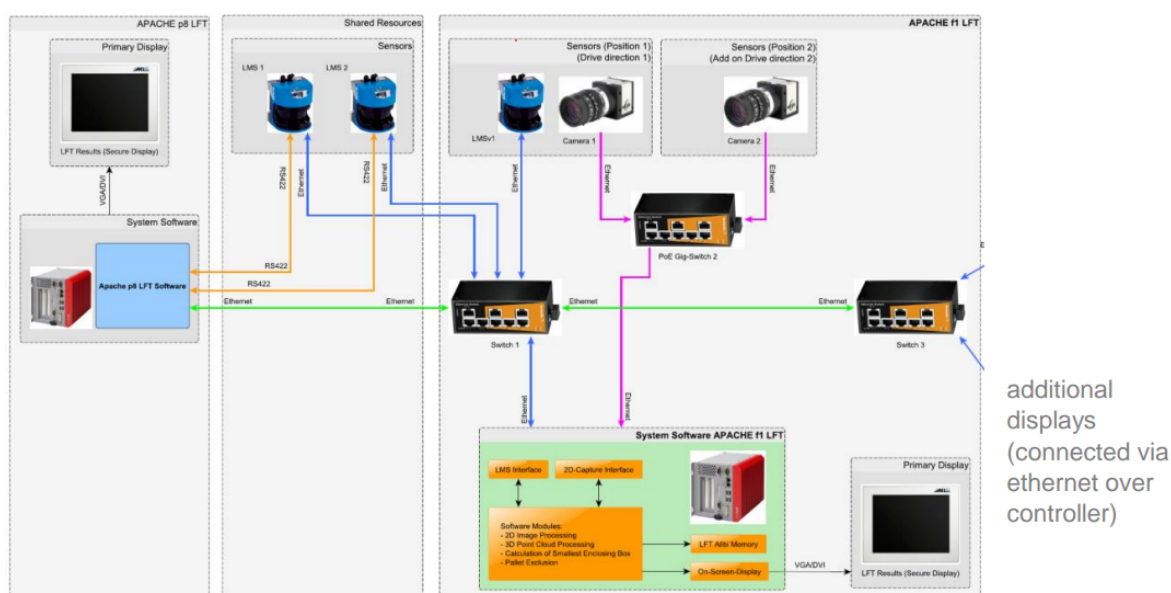 APACHE p8 LFT
Shared Resources
APACHE f1 LFT
Primary Display
LFT Results (Secure Display)
VGA/DVI
System Software
Apache p8 LFT Software
Sensors
LMS 1
LMS 2
RS422
Ethernet
RS422
Ethernet
RS422
RS422
Ethernet
Ethernet
Sensors (Position 1)
(Drive direction 1)
LMSv1
Camera 1
Sensors (Position 2)
(Add on Drive direction 2)
Camera 2
Ethernet
Ethernet
Ethernet
PoE Gig-Switch 2
Switch 1
Ethernet
Ethernet
Switch 3
Ethernet
Ethernet
System Software APACHE f1 LFT
LMS Interface
2D-Capture Interface
Software Modules:
- 2D Image Processing
- 3D Point Cloud Processing
- Calculation of Smallest Enclosing Box
- Pallet Exclusion
LFT Alibi Memory
On-Screen-Display
VGA/DVI
Primary Display
LFT Results (Secure Display)
additional
displays
(connected via
ethernet over
controller)